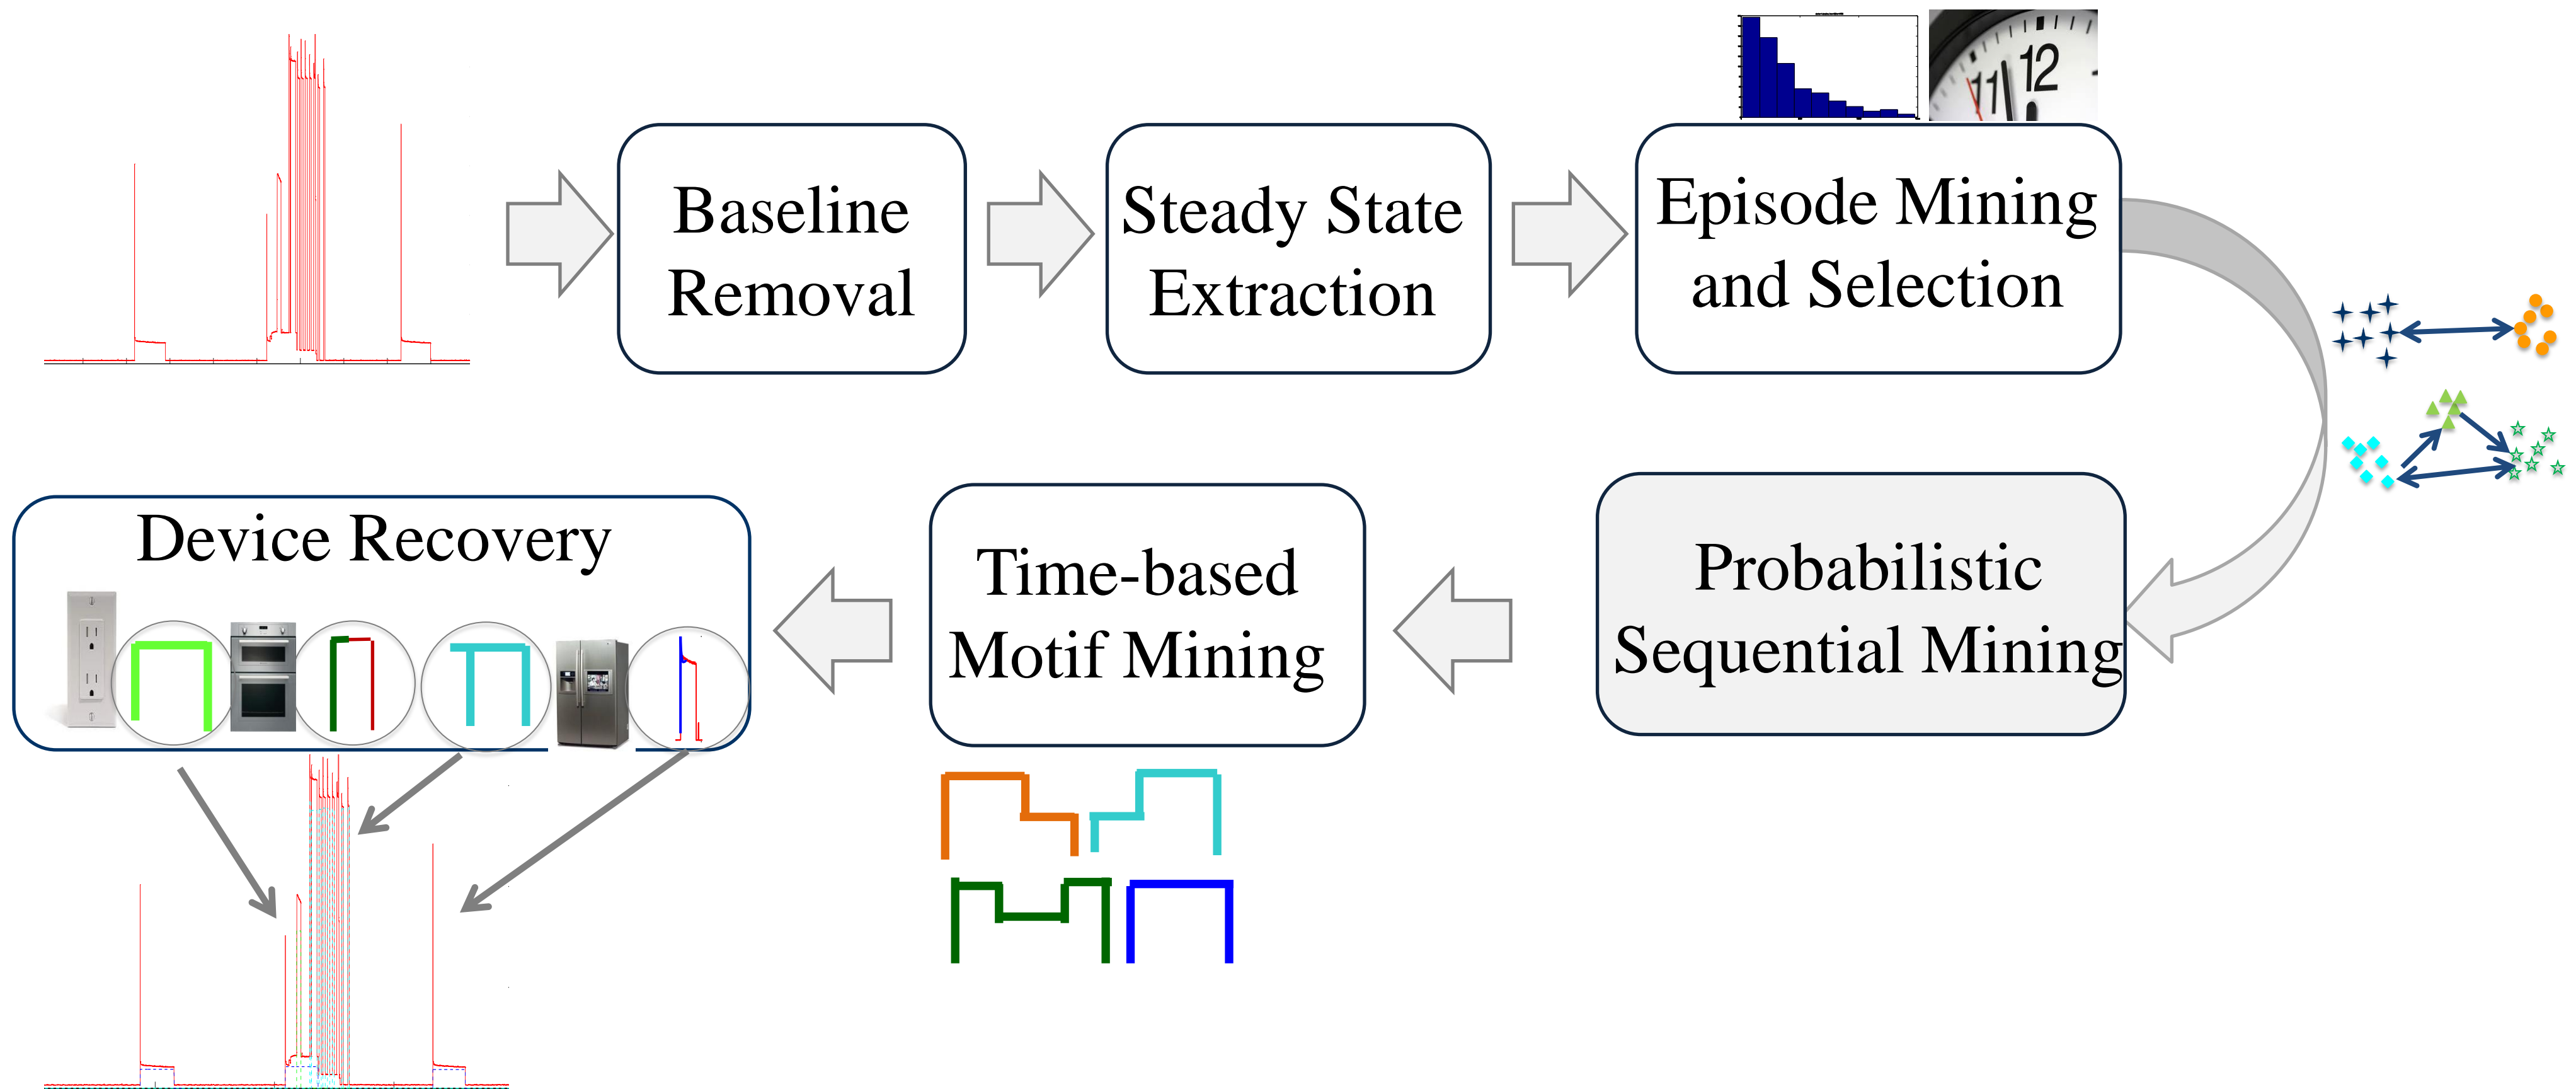 11 12
Baseline
Removal
Steady State
Extraction
Episode Mining
and Selection
Device Recovery
Time-based
Motif Mining
Probabilistic
Sequential Mining